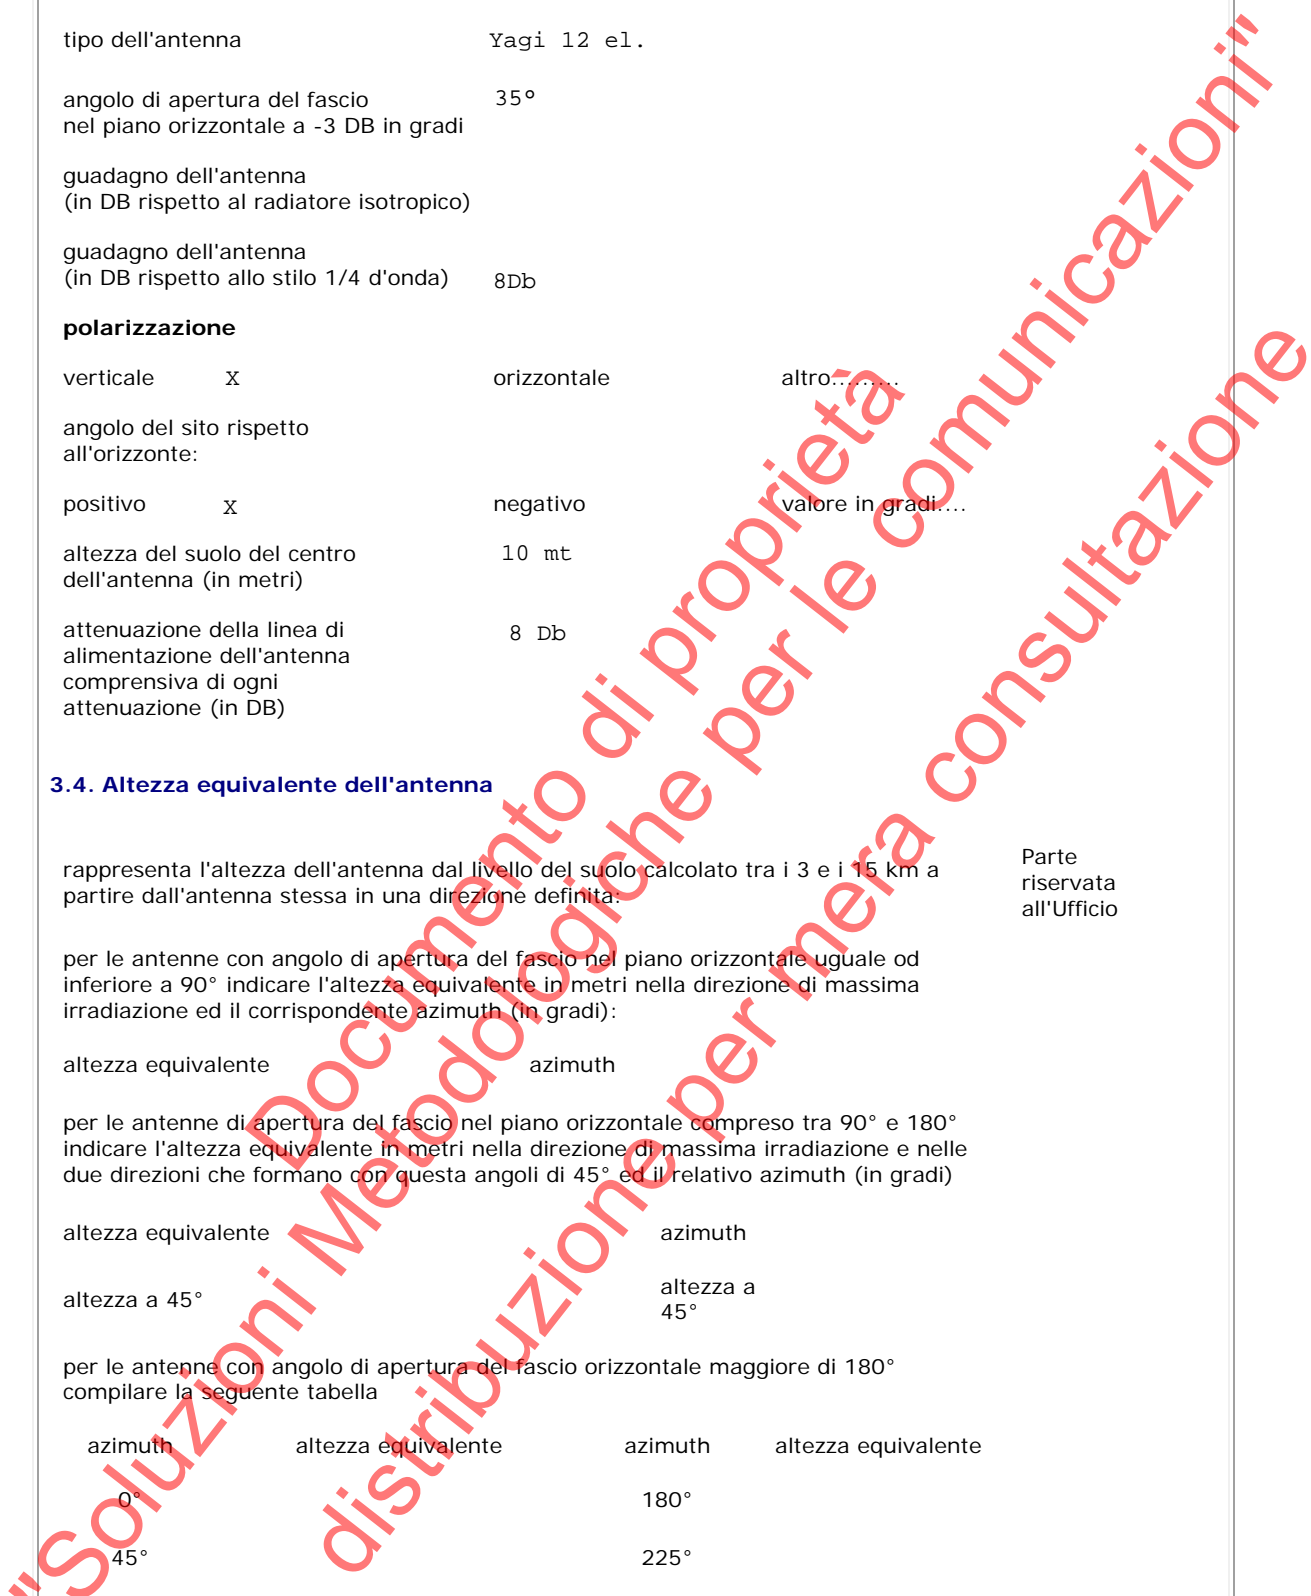 tipo dell'antenna Yagi 12 el.
angolo di apertura del fascio 35°
nel piano orizzontale a -3 DB in gradi
guadagno dell'antenna
(in DB rispetto al radiatore isotropico)
guadagno dell'antenna
(in DB rispetto allo stilo 1/4 d'onda) 8Db
polarizzazione
verticale X orizzontale altro.........
angolo del sito rispetto
all'orizzonte:
positivo X negativo valore in gradi....
altezza del suolo del centro 10 mt
dell'antenna (in metri)
attenuazione della linea di 8 Db
alimentazione dell'antenna
comprensiva di ogni
attenuazione (in DB)
3.4. Altezza equivalente dell'antenna
rappresenta l'altezza dell'antenna dal livello del suolo calcolato tra i 3 e i 15 km a
partire dall'antenna stessa in una direzione definita:
Parte
riservata
all'Ufficio
per le antenne con angolo di apertura del fascio nel piano orizzontale uguale od
inferiore a 90° indicare l'altezza equivalente in metri nella direzione di massima
irradiazione ed il corrispondente azimuth (in gradi):
altezza equivalente azimuth
per le antenne di apertura del fascio nel piano orizzontale compreso tra 90° e 180°
indicare l'altezza equivalente in metri nella direzione di massima irradiazione e nelle
due direzioni che formano con questa angoli di 45° ed il relativo azimuth (in gradi)
altezza equivalente azimuth
altezza a 45° altezza a
45°
per le antenne con angolo di apertura del fascio orizzontale maggiore di 180°
compilare la seguente tabella
azimuth altezza equivalente azimuth altezza equivalente
0° 180°
45° 225°
Documento di proprietà
"Soluzioni Metodologiche per le comunicazioni"
distribuzione per mera consultazione